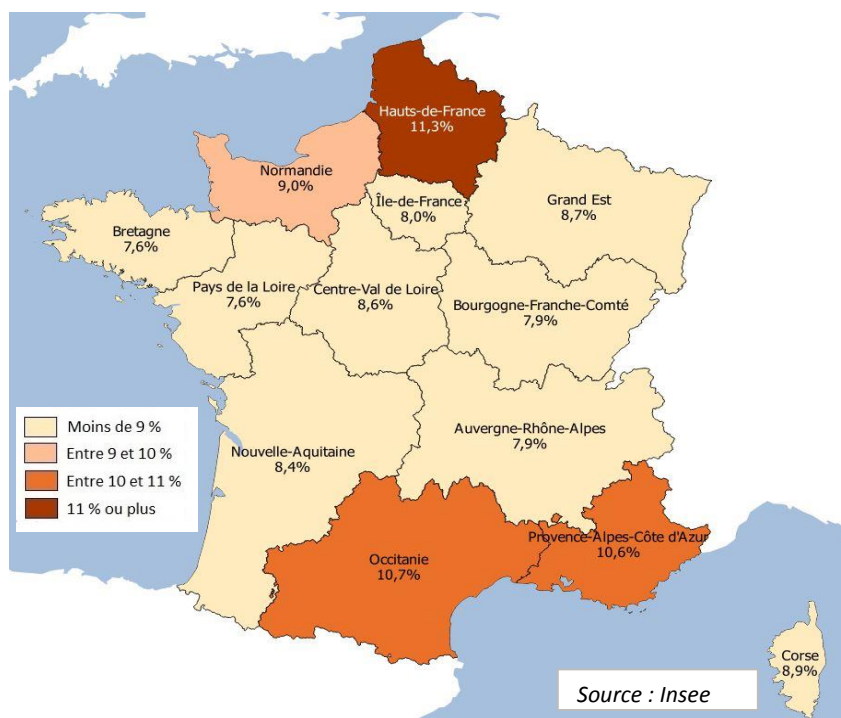 Hauts-de-France
11,3%
Normandie
9,0%
Île-de-France
8,0%
Grand Est
8,7%
Bretagne
7,6%
Pays de la Loire
7,6%
Centre-Val de Loire
8,6%
Bourgogne-Franche-Comté
7,9%
Auvergne-Rhône-Alpes
7,9%
Nouvelle-Aquitaine
8,4%
Moins de 9 %
Entre 9 et 10 %
Entre 10 et 11 %
11 % ou plus
Occitanie
10,7%
Provence-Alpes-Côte d'Azur
10,6%
Corse
8,9%
Source : Insee